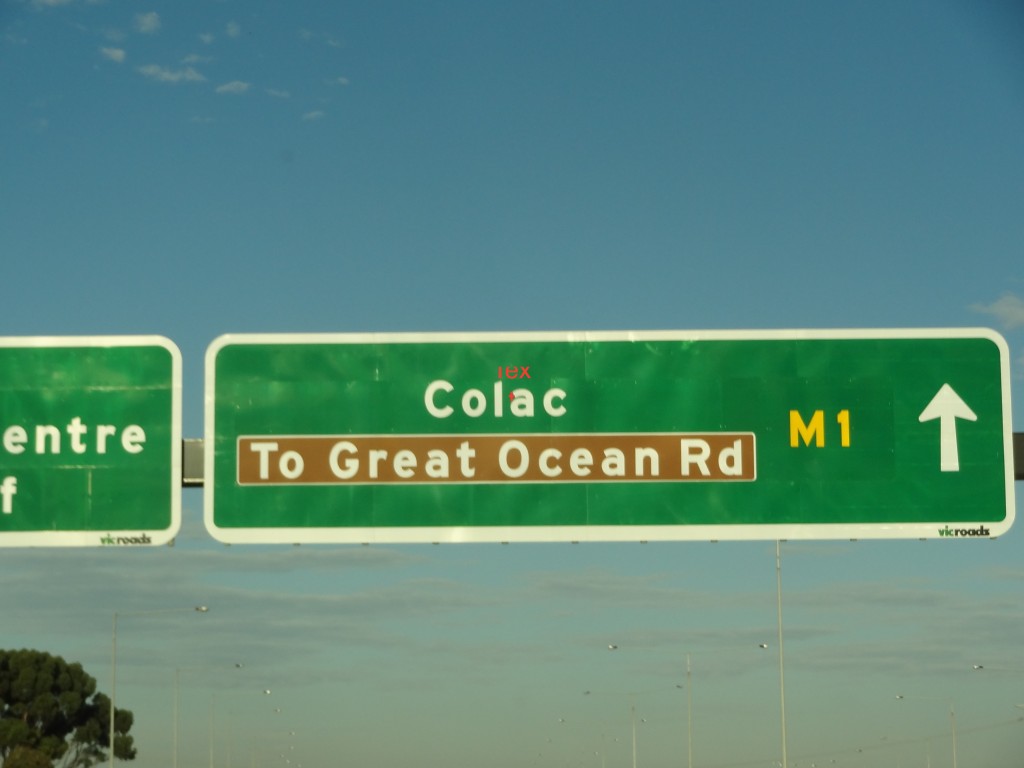 entre
f
vicroads
Colac
To Great Ocean Rd
M1
vicroads